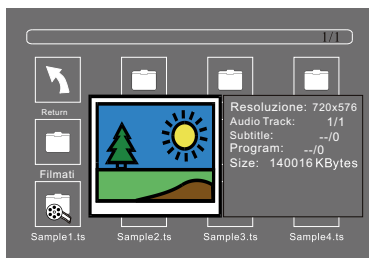 1/1
Return
Resoluzione: 720x576
Audio Track: 1/1
Subtitle: --/0
Program: --/0
Size: 140016 KBytes
Filmati
Sample1.ts Sample2.ts Sample3.ts Sample4.ts